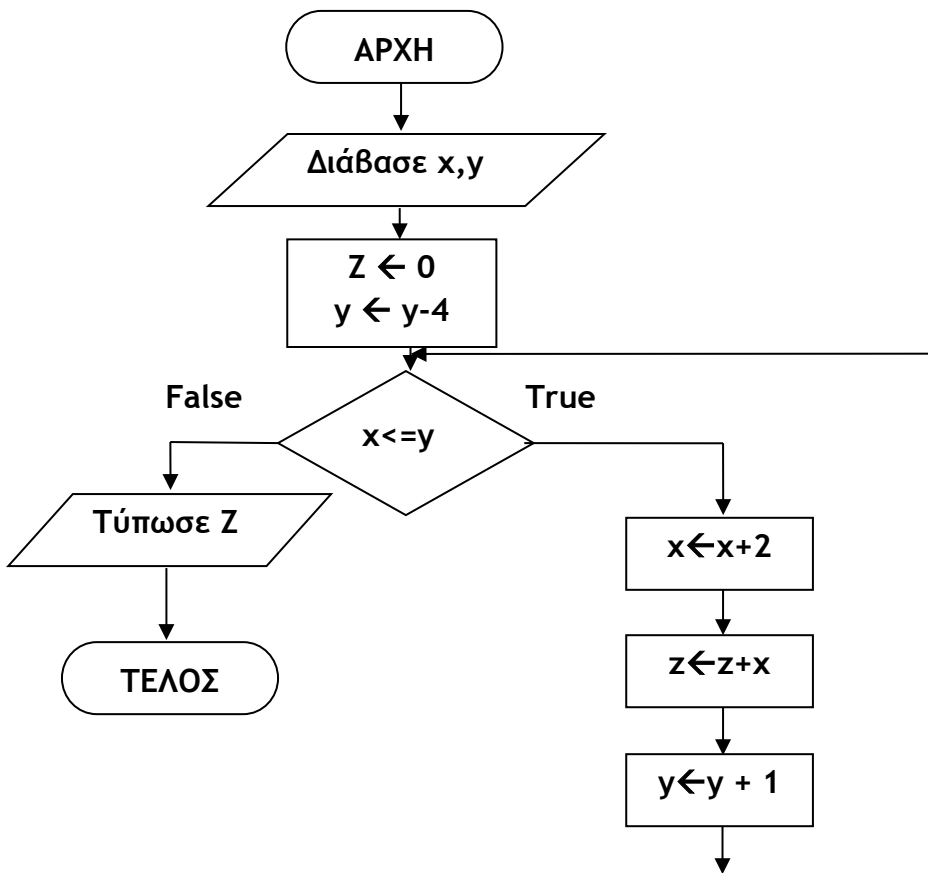 ΑΡΧΗ
Διάβασε x,y
Z 🡨 0
y 🡨 y-4
False
True
x<=y
Τύπωσε Z
x🡨x+2
ΤΕΛΟΣ
z🡨z+x
y🡨y + 1